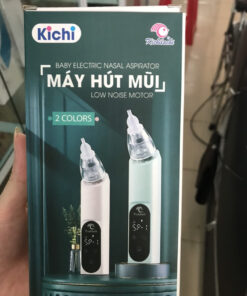 Kichi
BABY ELECTRIC NASAL ASPIRATOR
MÁY HÚT MŨI
LOW NOISE MOTOR
2 COLORS
SP-1
SP-1